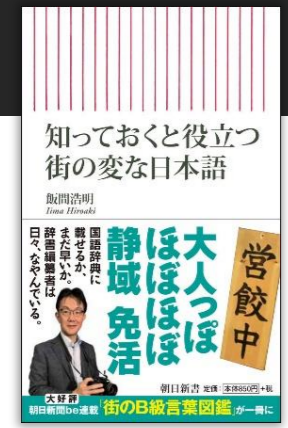 知っておくと役立つ
街の変な日本語
飯間浩明
Iima Hiroaki
営餃中
大人っぽ
ほぼほぼ
静域 免活
国語辞典に
載せるか、
まだ早いか。
辞書編纂者は
日々、なやんでいる。
朝日新書 定価:本体850円+税
大好評
朝日新聞be連載「街のB級言葉図鑑」が一冊に